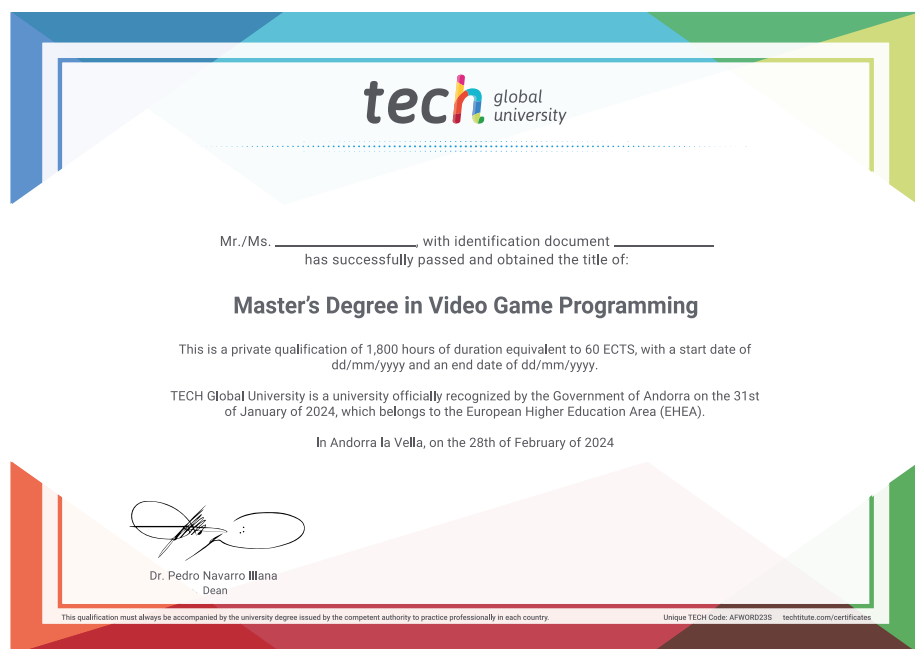 tech global
university
Mr./Ms. ________________, with identification document ____________
has successfully passed and obtained the title of:
Master's Degree in Video Game Programming
This is a private qualification of 1,800 hours of duration equivalent to 60 ECTS, with a start date of
dd/mm/yyyy and an end date of dd/mm/yyyy.
TECH Global University is a university officially recognized by the Government of Andorra on the 31st
of January of 2024, which belongs to the European Higher Education Area (EHEA).
In Andorra la Vella, on the 28th of February of 2024
Dr. Pedro Navarro Illana
Dean
This qualification must always be accompanied by the university degree issued by the competent authority to practice professionally in each country. Unique TECH Code: AFWORD23S techtitute.com/certificates